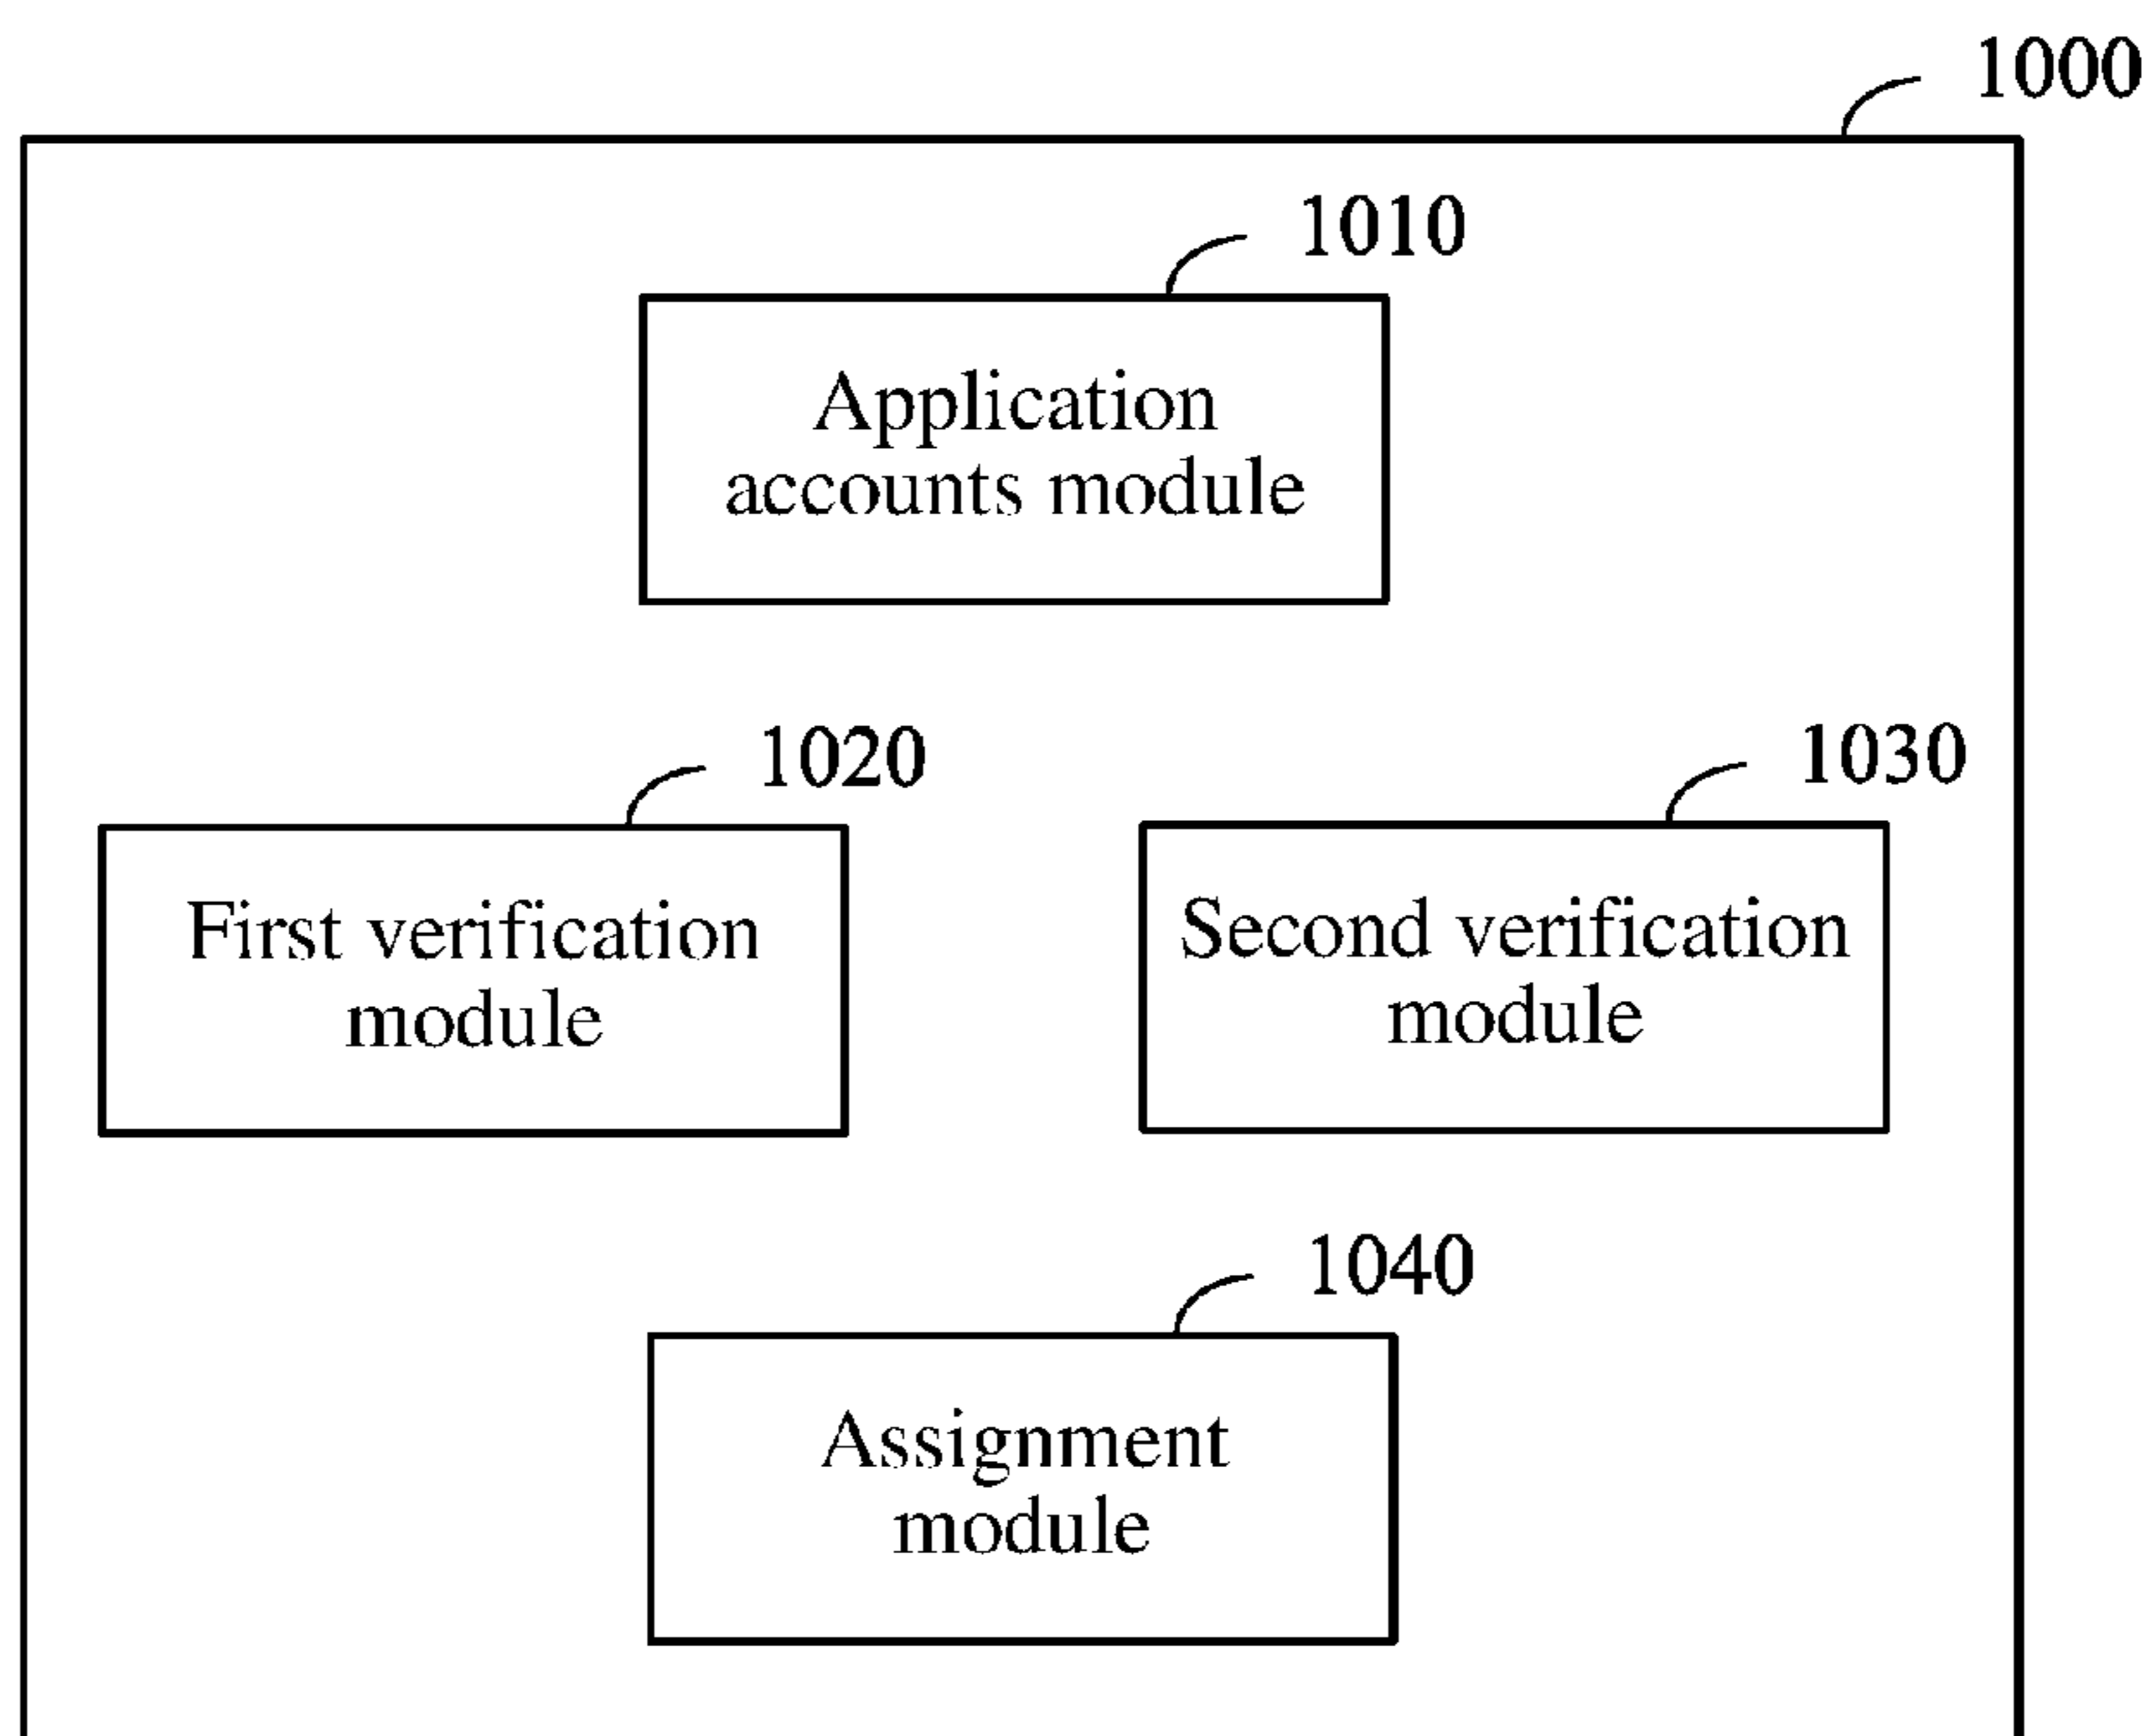 1000
1010
Application
accounts module
1020
1030
First verification
module
Second verification
module
1040
Assignment
module